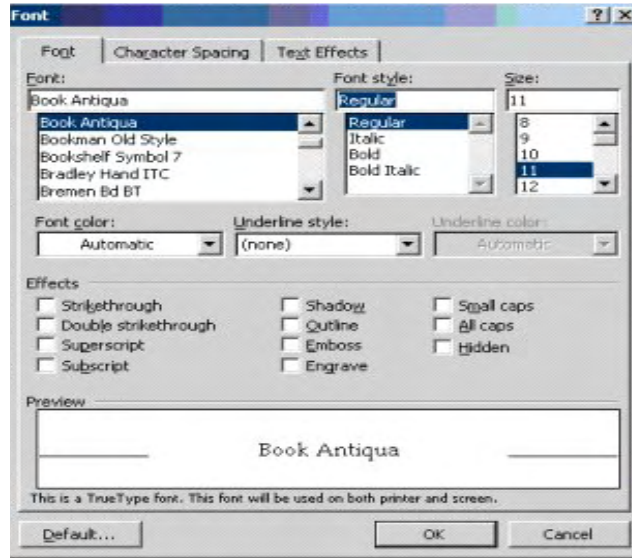 Font
Font Character Spacing Text Effects
Font: Font style: Size:
Book Antiqua Regular 11
Book Antiqua Regular 8
Bookman Old Style Italic 9
Bookshelf Symbol 7 Bold 10
Bradley Hand ITC Bold Italic 11
Bremen Bd BT 12
Font color: Underline style: Underline color:
Automatic (none) Automatic
Effects
Strikethrough Shadow Small caps
Double strikethrough Outline All caps
Superscript Emboss Hidden
Subscript Engrave
Preview
Book Antiqua
This is a TrueType font. This font will be used on both printer and screen.
Default... OK Cancel